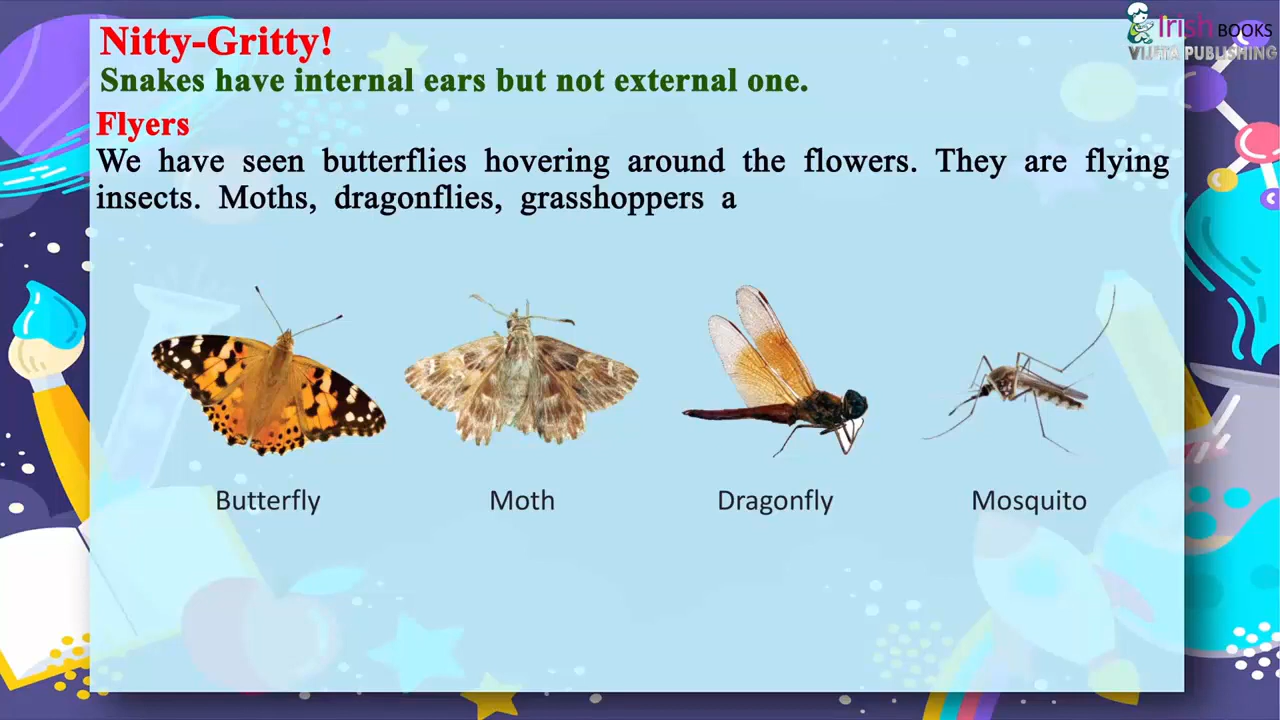 Irish BOOKS
VIJETA PUBLISHING
Nitty-Gritty!
Snakes have internal ears but not external one.
Flyers
We have seen butterflies hovering around the flowers. They are flying
insects. Moths, dragonflies, grasshoppers a
Butterfly Moth Dragonfly Mosquito